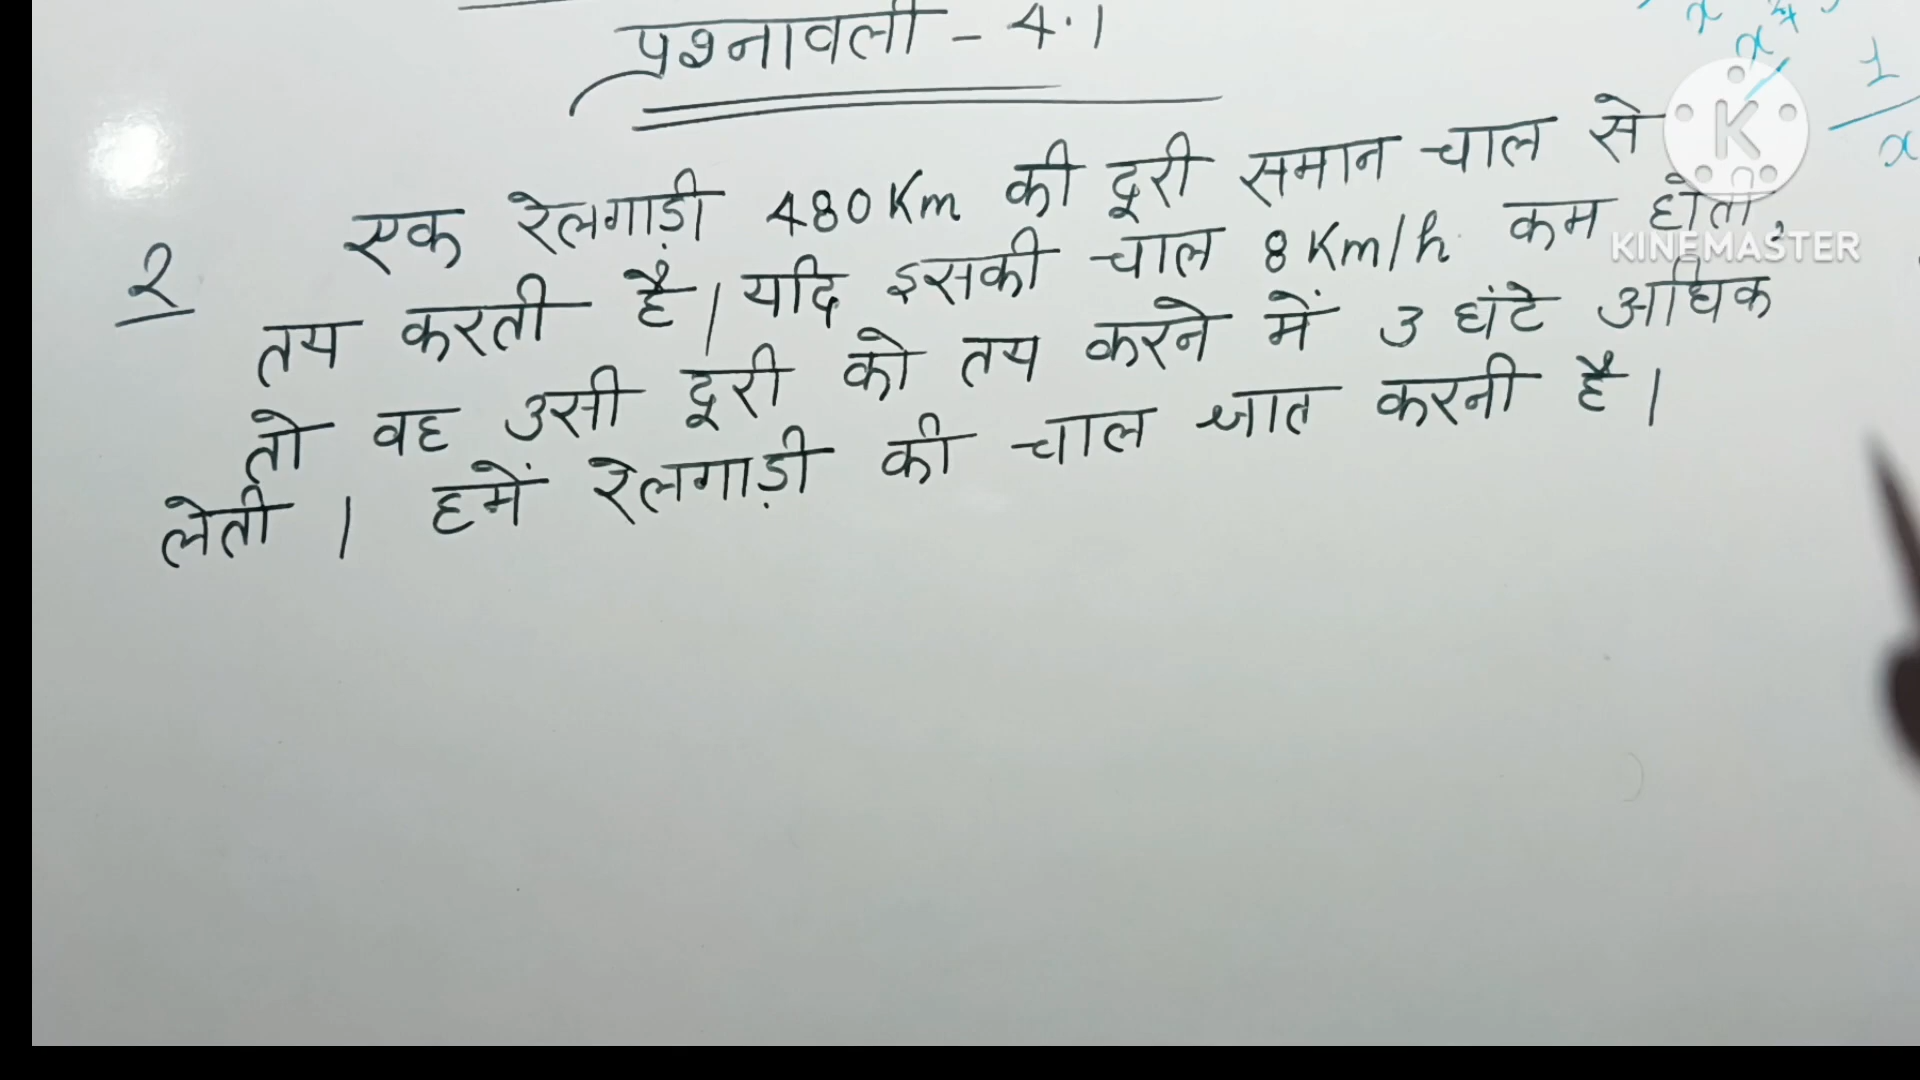 प्रश्नावली - 4.1
2 एक रेलगाड़ी 480 Km की दूरी समान चाल से
तय करती है। यदि इसकी चाल 8 Km/h कम होती,
तो वह उसी दूरी को तय करने में 3 घंटे अधिक
लेती । हमें रेलगाड़ी की चाल ज्ञात करनी है।
1
x
K
KINEMASTER